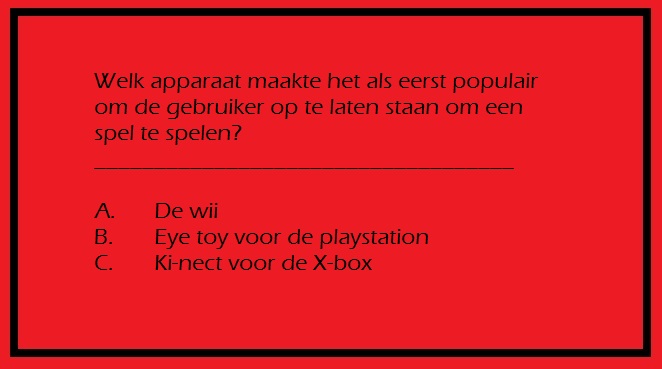 Welk apparaat maakte het als eerst populair
om de gebruiker op te laten staan om een
spel te spelen?
A. De wii
B. Eye toy voor de playstation
C. Ki-nect voor de X-box